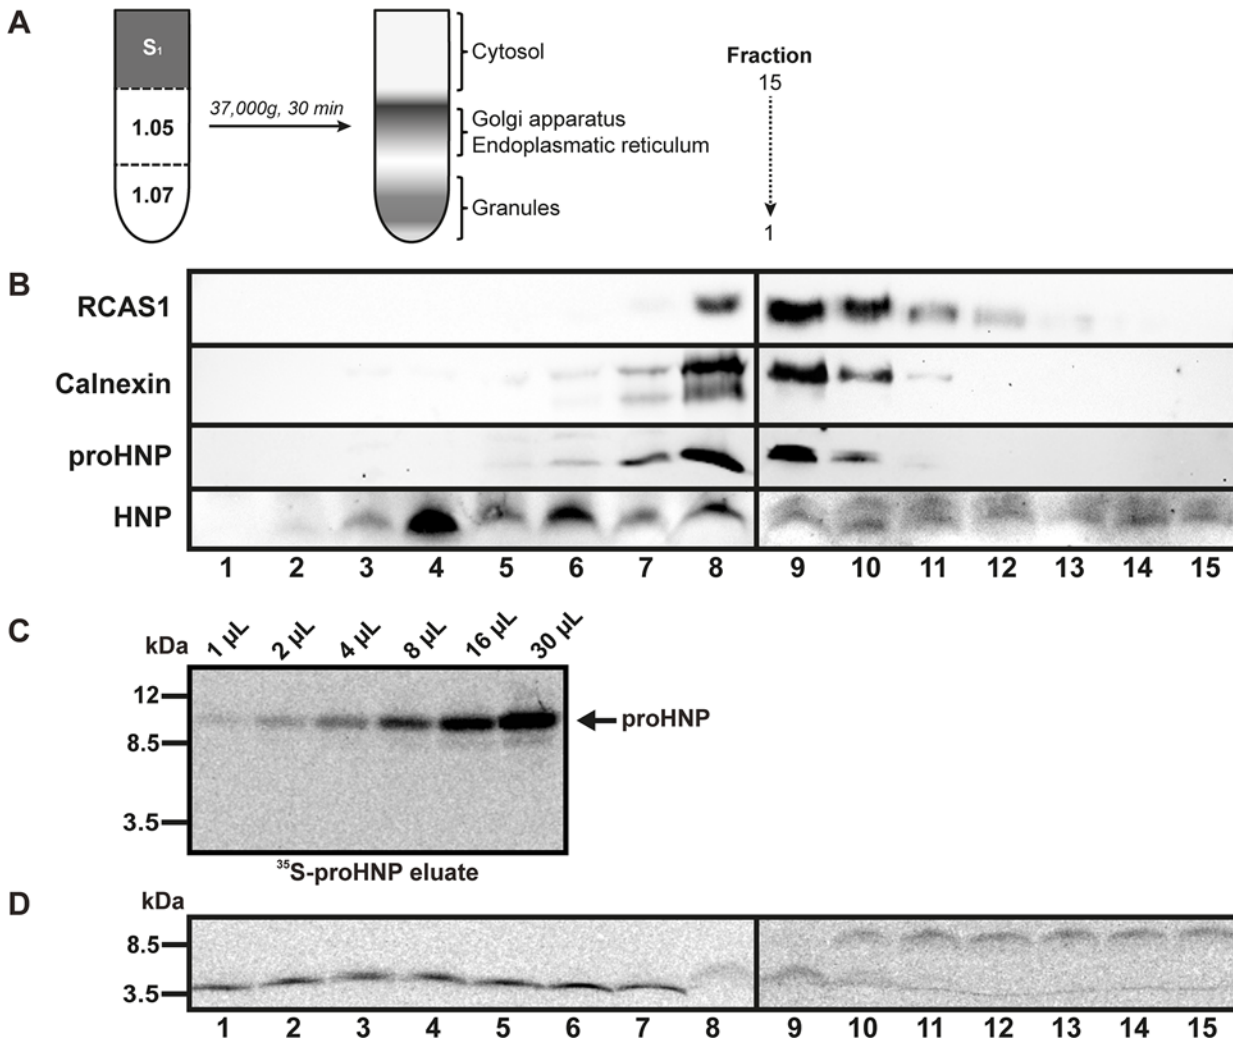 A
S1
1.05
1.07
37,000g, 30 min
Cytosol
Golgi apparatus
Endoplasmatic reticulum
Granules
Fraction
15
1
B
RCAS1
Calnexin
proHNP
HNP
1 2 3 4 5 6 7 8 9 10 11 12 13 14 15
C
kDa
1 µL 2 µL 4 µL 8 µL 16 µL 30 µL
12
8.5
3.5
proHNP
35S-proHNP eluate
D
kDa
8.5
3.5
1 2 3 4 5 6 7 8 9 10 11 12 13 14 15